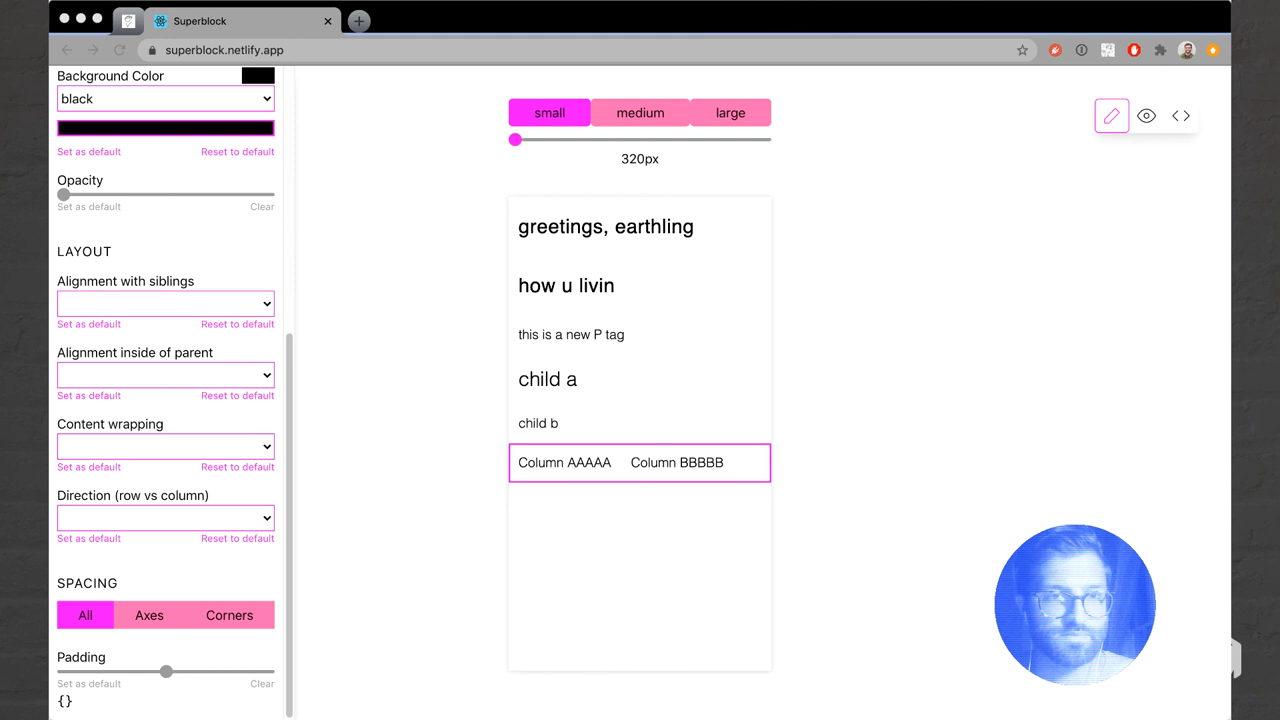 Superblock
superblock.netlify.app
Background Color
black
Set as default Reset to default
Opacity
Set as default Clear
LAYOUT
Alignment with siblings
Set as default Reset to default
Alignment inside of parent
Set as default Reset to default
Content wrapping
Set as default Reset to default
Direction (row vs column)
Set as default Reset to default
SPACING
All Axes Corners
Padding
Set as default Clear
{}
small medium large
320px
greetings, earthling
how u livin
this is a new P tag
child a
child b
Column AAAAA Column BBBBB